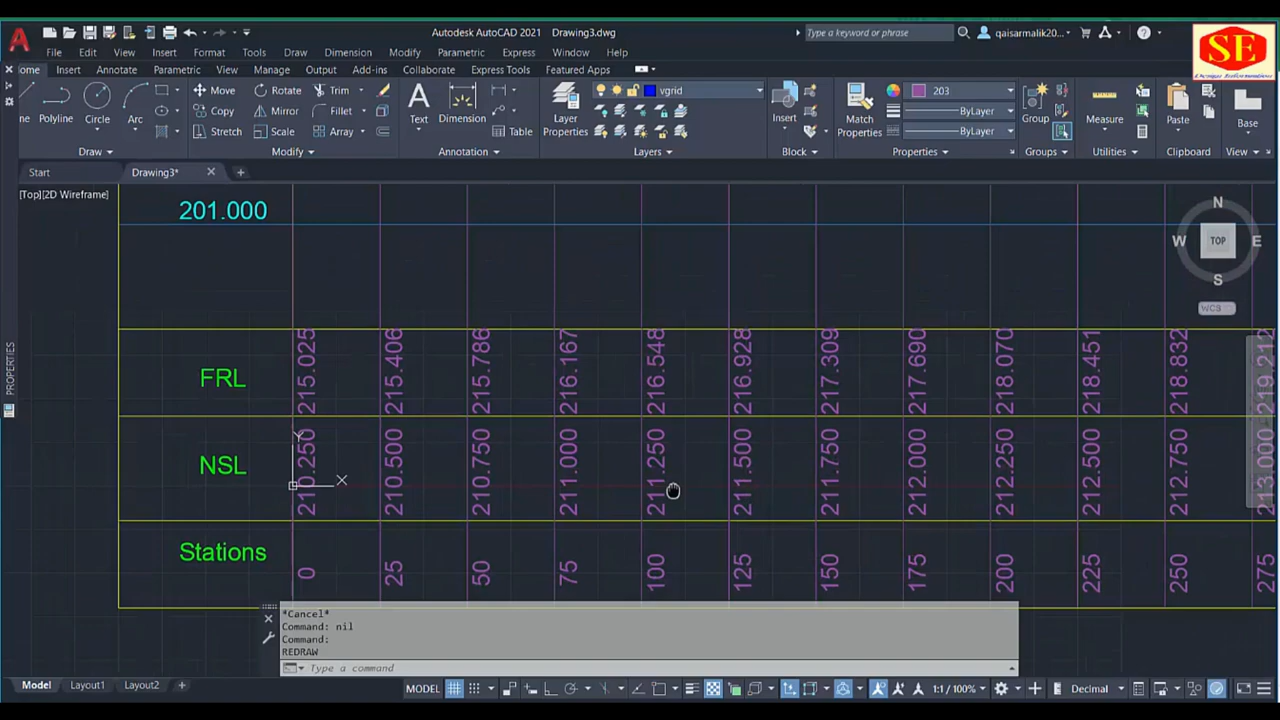 Autodesk AutoCAD 2021 Drawing3.dwg
Type a keyword or phrase
qaisarmalik20...
SE
Design Informations
File Edit View Insert Format Tools Draw Dimension Modify Parametric Express Window Help
ome Insert Annotate Parametric View Manage Output Add-ins Collaborate Express Tools Featured Apps
ne Polyline Circle Arc
Move Rotate Trim
Copy Mirror Fillet
Stretch Scale Array
Text Dimension Table
Layer Properties
vgrid
Insert
Match Properties
203
ByLayer
ByLayer
Group
Measure
Paste
Base
Draw Modify Annotation Layers Block Properties Groups Utilities Clipboard View
Start Drawing3*
[Top][2D Wireframe]
N
W TOP E
S
WCS
PROPERTIES
201.000
FRL 215.025 215.406 215.786 216.167 216.548 216.928 217.309 217.690 218.070 218.451 218.832 219.212
NSL 210.250 210.500 210.750 211.000 211.250 211.500 211.750 212.000 212.250 212.500 212.750 213.000
Y
X
Stations 0 25 50 75 100 125 150 175 200 225 250 275
*Cancel*
Command: nil
Command:
REDRAW
Type a command
Model Layout1 Layout2
MODEL 1:1 / 100% Decimal